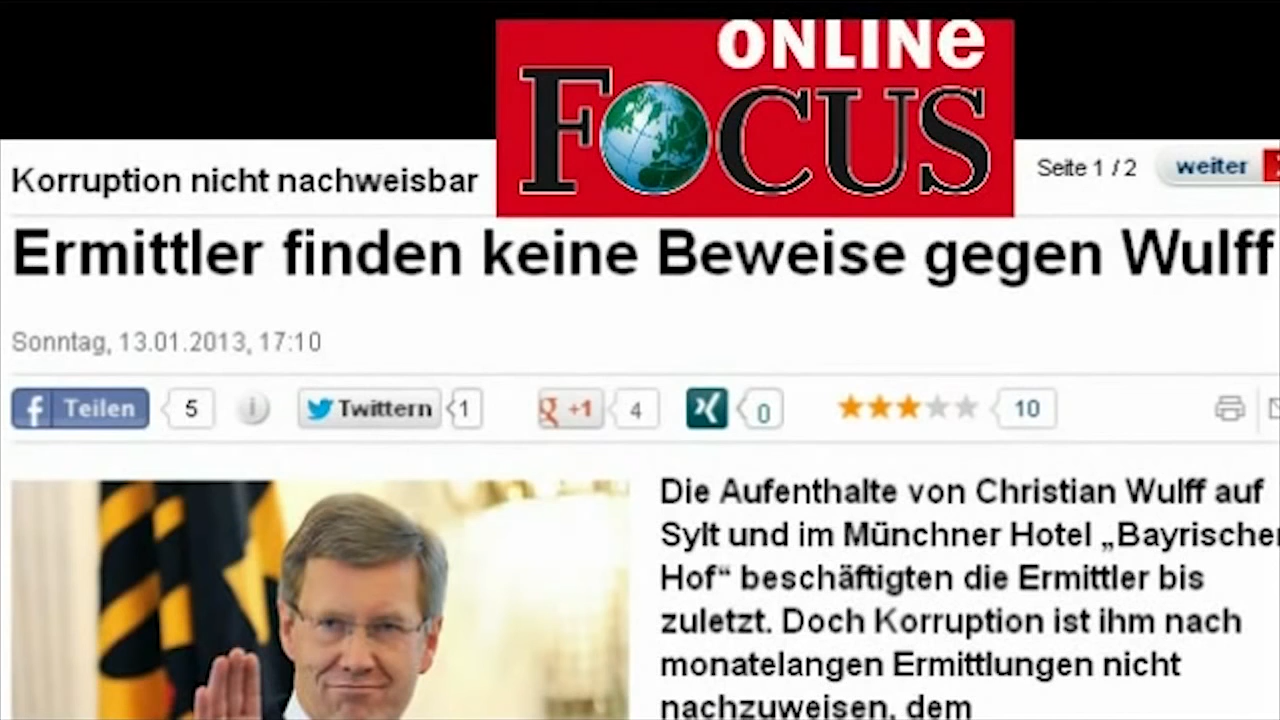 ONLINE
FOCUS
Korruption nicht nachweisbar
Seite 1 / 2 weiter
Ermittler finden keine Beweise gegen Wulff
Sonntag, 13.01.2013, 17:10
f Teilen 5 i Twittern 1 g +1 4 X 0 10
Die Aufenthalte von Christian Wulff auf
Sylt und im Münchner Hotel „Bayrischer
Hof“ beschäftigten die Ermittler bis
zuletzt. Doch Korruption ist ihm nach
monatelangen Ermittlungen nicht
nachzuweisen, dem